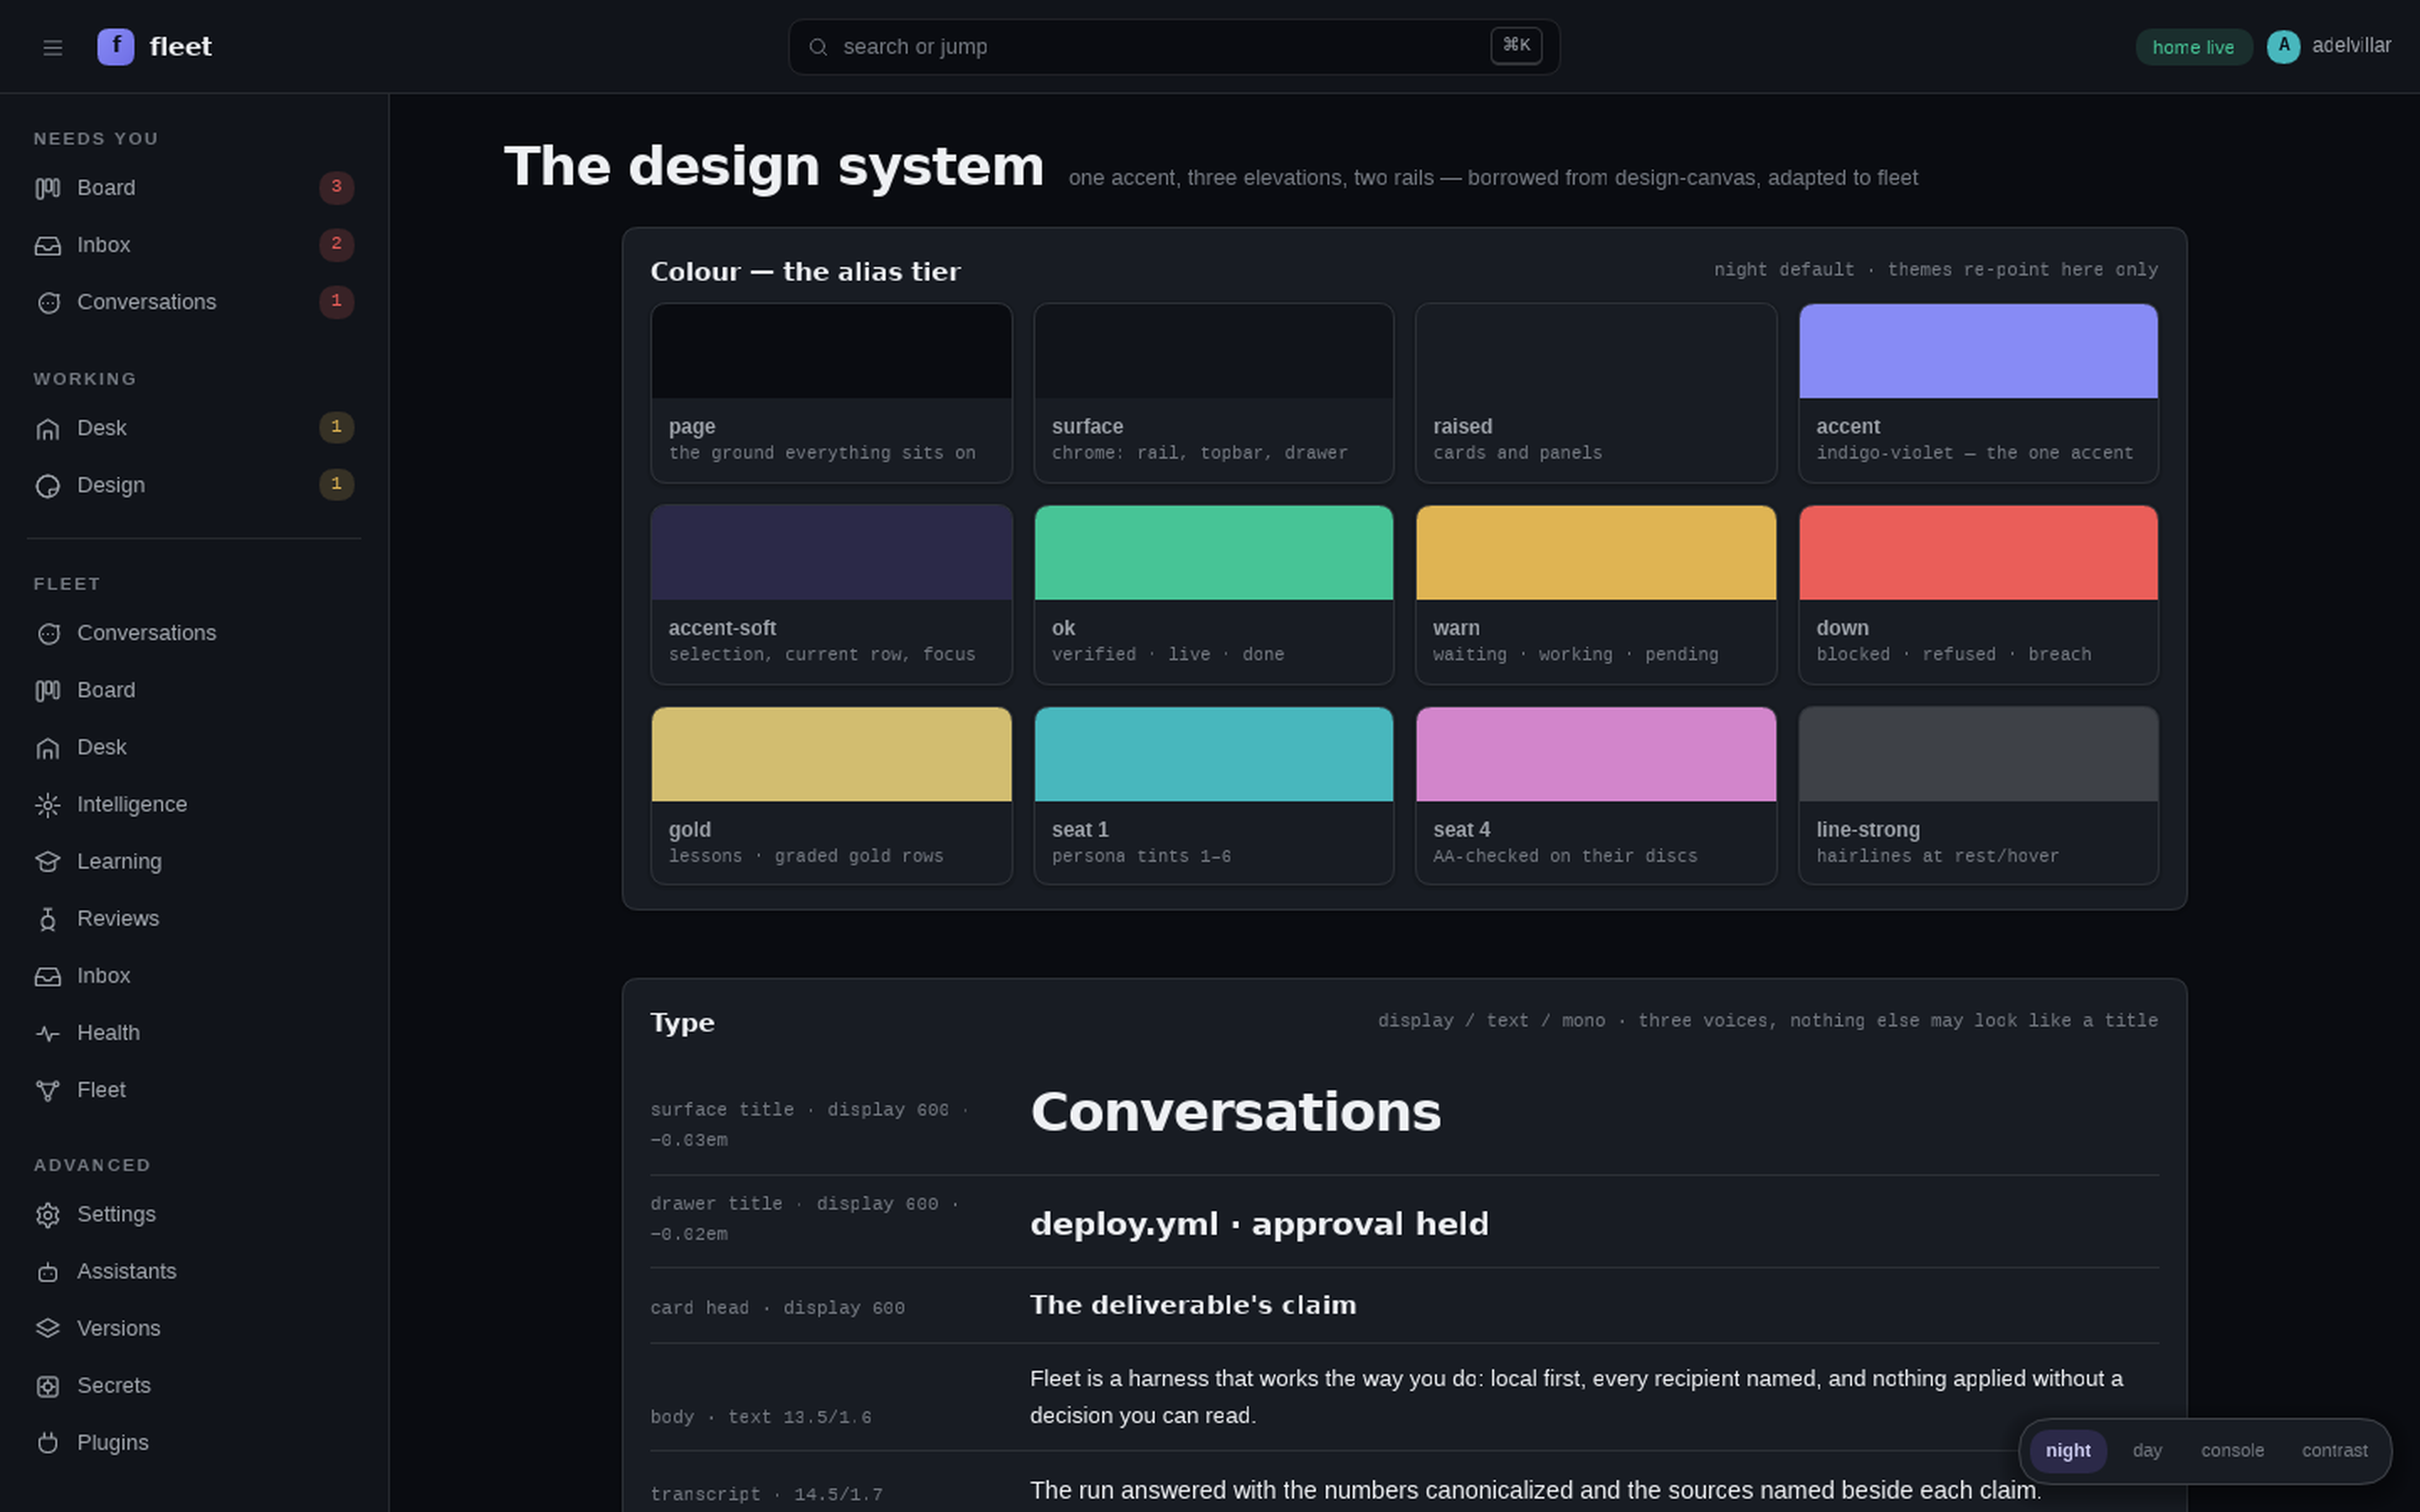 f fleet
search or jump ⌘K
home live A adelvillar
NEEDS YOU
Board 3
Inbox 2
Conversations 1
WORKING
Desk 1
Design 1
FLEET
Conversations
Board
Desk
Intelligence
Learning
Reviews
Inbox
Health
Fleet
ADVANCED
Settings
Assistants
Versions
Secrets
Plugins
The design system one accent, three elevations, two rails — borrowed from design-canvas, adapted to fleet
Colour — the alias tier night default · themes re-point here only
page
the ground everything sits on
surface
chrome: rail, topbar, drawer
raised
cards and panels
accent
indigo-violet — the one accent
accent-soft
selection, current row, focus
ok
verified · live · done
warn
waiting · working · pending
down
blocked · refused · breach
gold
lessons · graded gold rows
seat 1
persona tints 1–6
seat 4
AA-checked on their discs
line-strong
hairlines at rest/hover
Type display / text / mono · three voices, nothing else may look like a title
surface title · display 600 ·
−0.03em
Conversations
drawer title · display 600 ·
−0.02em
deploy.yml · approval held
card head · display 600
The deliverable's claim
body · text 13.5/1.6
Fleet is a harness that works the way you do: local first, every recipient named, and nothing applied without a
decision you can read.
transcript · 14.5/1.7
The run answered with the numbers canonicalized and the sources named beside each claim.
night day console contrast